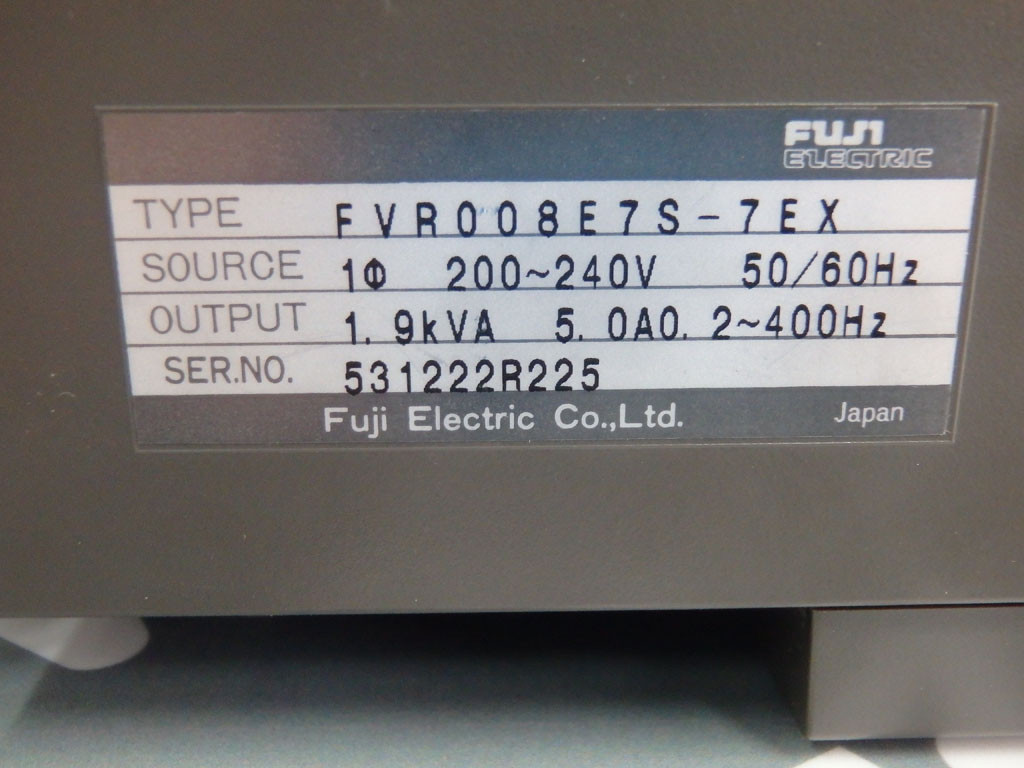 FUJI
ELECTRIC
TYPE FVR008E7S-7EX
SOURCE 1Φ 200~240V 50/60Hz
OUTPUT 1.9kVA 5.0A0.2~400Hz
SER.NO. 531222R225
Fuji Electric Co.,Ltd. Japan